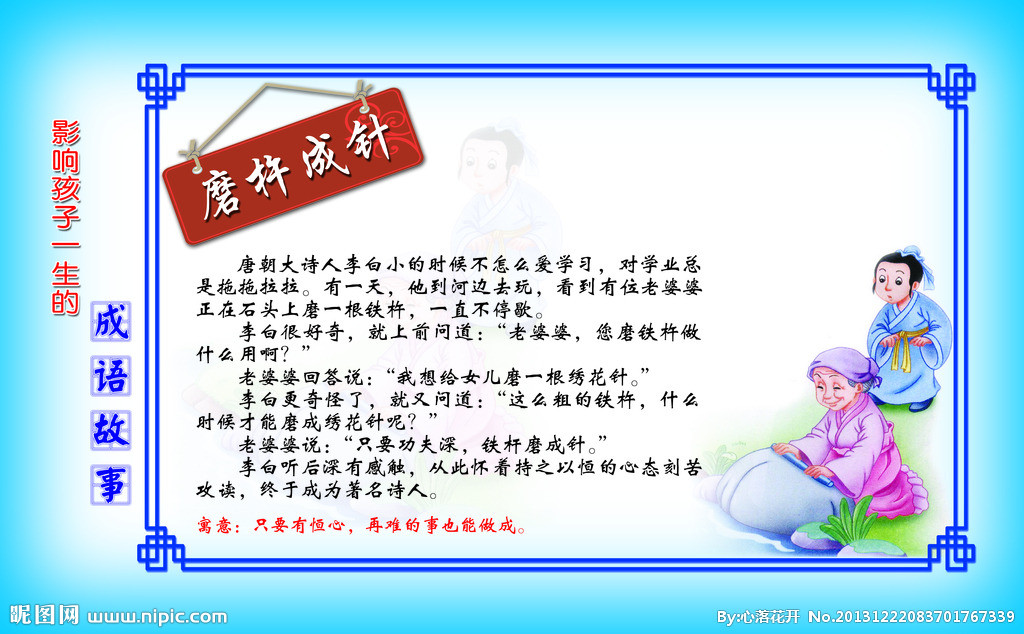 影响孩子一生的
成语故事
磨杵成针
唐朝大诗人李白小的时候不怎么爱学习，对学业总
是拖拖拉拉。有一天，他到河边去玩，看到有位老婆婆
正在石头上磨一根铁杵，一直不停歇。
李白很好奇，就上前问道：“老婆婆，您磨铁杵做
什么用啊？”
老婆婆回答说：“我想给女儿磨一根绣花针。”
李白更奇怪了，就又问道：“这么粗的铁杵，什么
时候才能磨成绣花针呢？”
老婆婆说：“只要功夫深，铁杆磨成针。”
李白听后深有感触，从此怀着持之以恒的心态刻苦
攻读，终于成为著名诗人。
寓意：只要有恒心，再难的事也能做成。
昵图网 www.nipic.com
By:心落花开 No.20131222083701767339